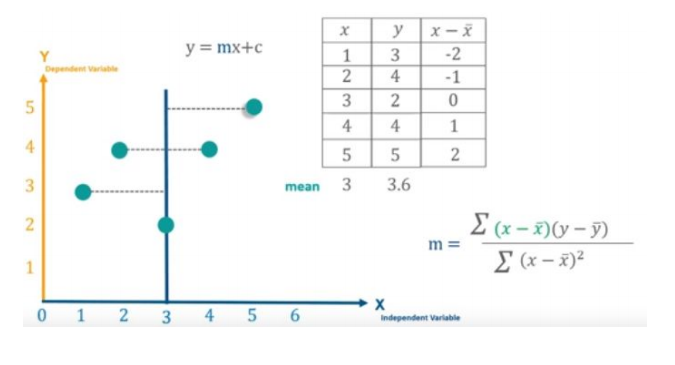 y = mx+c
Y
Dependent Variable
5
4
3
2
1
0 1 2 3 4 5 6
X
Independent Variable
x y x − x̄
1 3 -2
2 4 -1
3 2 0
4 4 1
5 5 2
mean 3 3.6
m = ∑ (x − x̄)(y − ȳ)
∑ (x − x̄)²